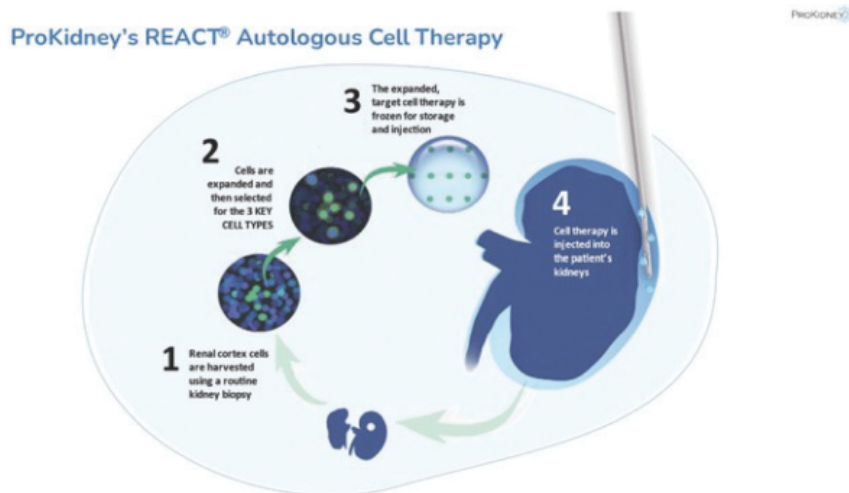 ProKidney's REACT® Autologous Cell Therapy
PROKIDNEY
3
The expanded,
target cell therapy is
frozen for storage
and injection
2
Cells are
expanded and
then selected
for the 3 KEY
CELL TYPES
4
Cell therapy is
injected into
the patient's
kidneys
1
Renal cortex cells
are harvested
using a routine
kidney biopsy